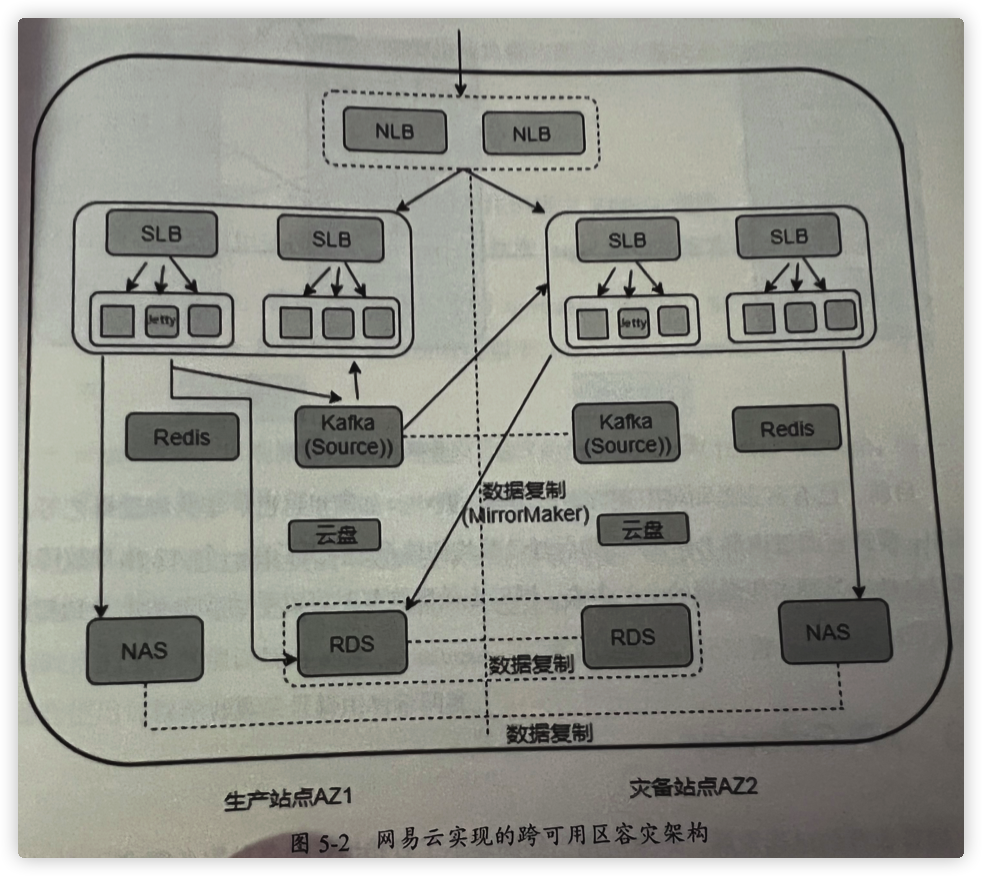 NLB
NLB
SLB
SLB
SLB
SLB
Jetty
Jetty
Redis
Kafka
(Source))
Kafka
(Source))
Redis
数据复制
(MirrorMaker)
云盘
云盘
NAS
RDS
RDS
NAS
数据复制
数据复制
生产站点AZ1
灾备站点AZ2
图 5-2 网易云实现的跨可用区容灾架构